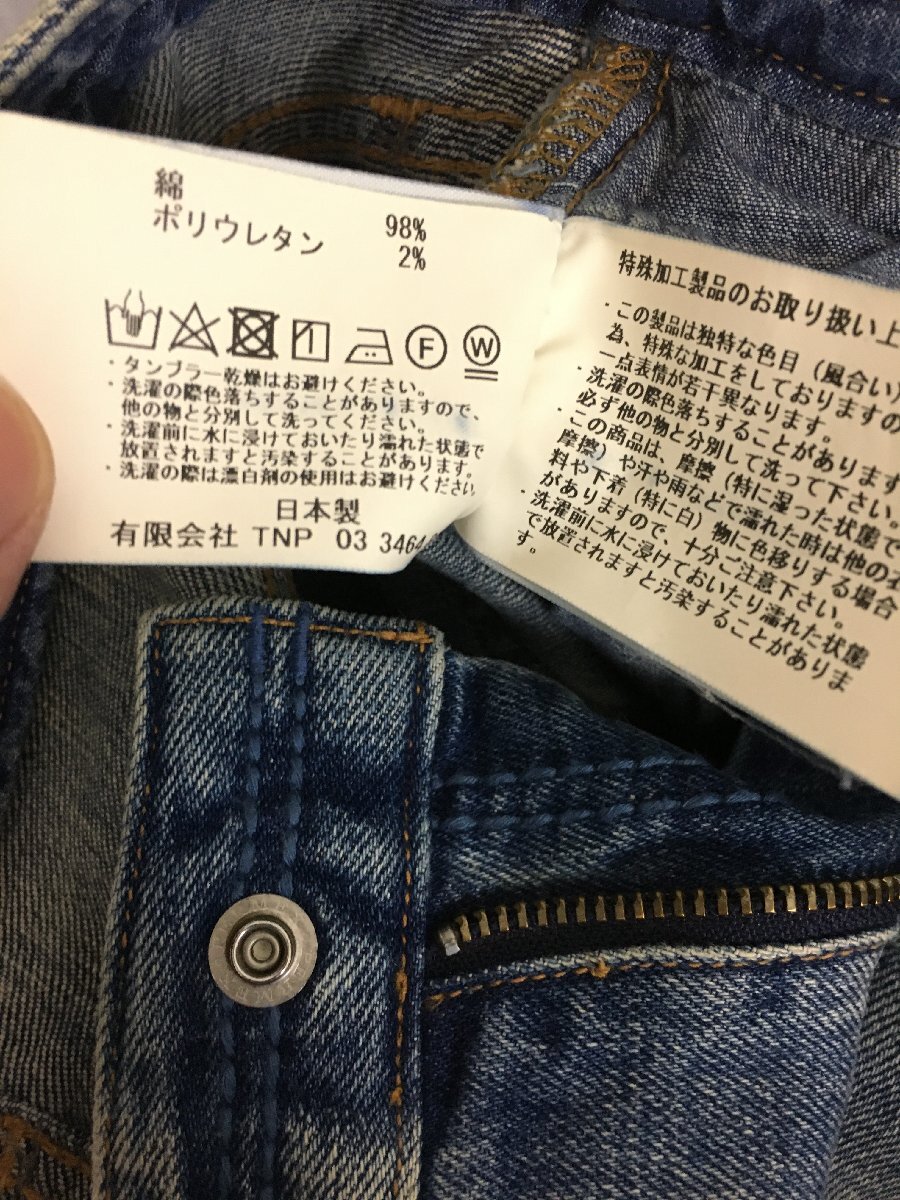 綿 98%
ポリウレタン 2%
F
W
・タンブラー乾燥はお避けください。
・洗濯の際色落ちすることがありますので、
他の物と分別して洗ってください。
・洗濯前に水に浸けておいたり濡れた状態で
放置されますと汚染することがあります。
・洗濯の際は漂白剤の使用はお避けください
日本製
有限会社 TNP 03 3464
特殊加工製品のお取り扱い上
・この製品は独特な色目（風合い）
為、特殊な加工をしておりますの
一点表情が若干異なります。
・洗濯の際色落ちすることがあります
必ず他の物と分別して洗って下さい。
・この商品は、摩擦（特に湿った状態で
摩擦）や汗や雨などで濡れた時は他の
料や下着（特に白）物に色移りする場合
がありますので、十分ご注意下さい。
・洗濯前に水に浸けておいたり濡れた状態
で放置されますと汚染することがありま
す。